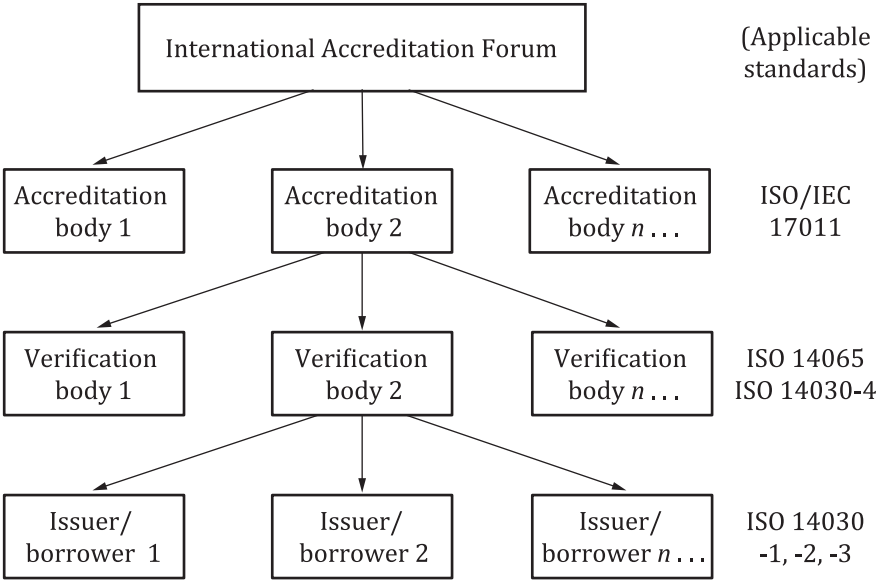 International Accreditation Forum
(Applicable
standards)
Accreditation
body 1
Accreditation
body 2
Accreditation
body n . . .
ISO/IEC
17011
Verification
body 1
Verification
body 2
Verification
body n . . .
ISO 14065
ISO 14030-4
Issuer/
borrower 1
Issuer/
borrower 2
Issuer/
borrower n . . .
ISO 14030
-1, -2, -3